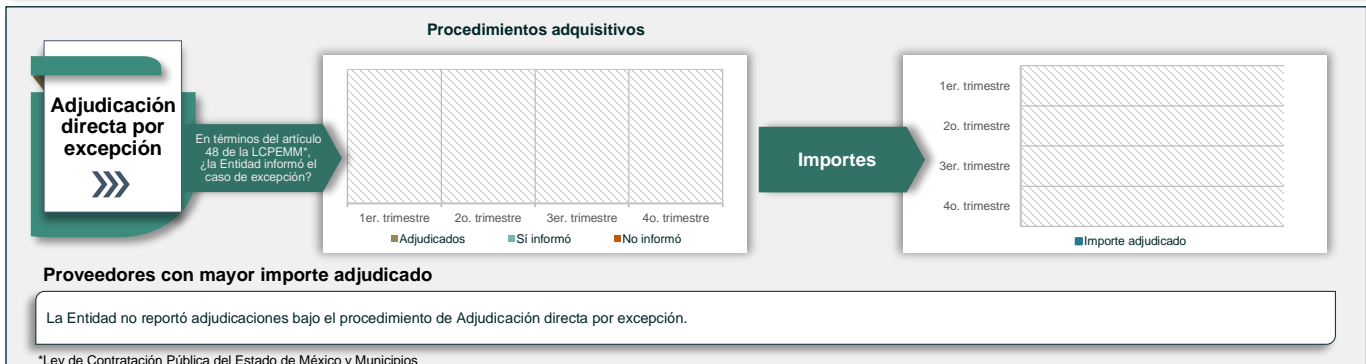 Procedimientos adquisitivos
Adjudicación
directa por
excepción
En términos del artículo
48 de la LCPEMM*,
¿la Entidad informó el
caso de excepción?
1er. trimestre 2o. trimestre 3er. trimestre 4o. trimestre
Adjudicados Sí informó No informó
Importes
1er. trimestre
2o. trimestre
3er. trimestre
4o. trimestre
Importe adjudicado
Proveedores con mayor importe adjudicado
La Entidad no reportó adjudicaciones bajo el procedimiento de Adjudicación directa por excepción.
*Ley de Contratación Pública del Estado de México y Municipios